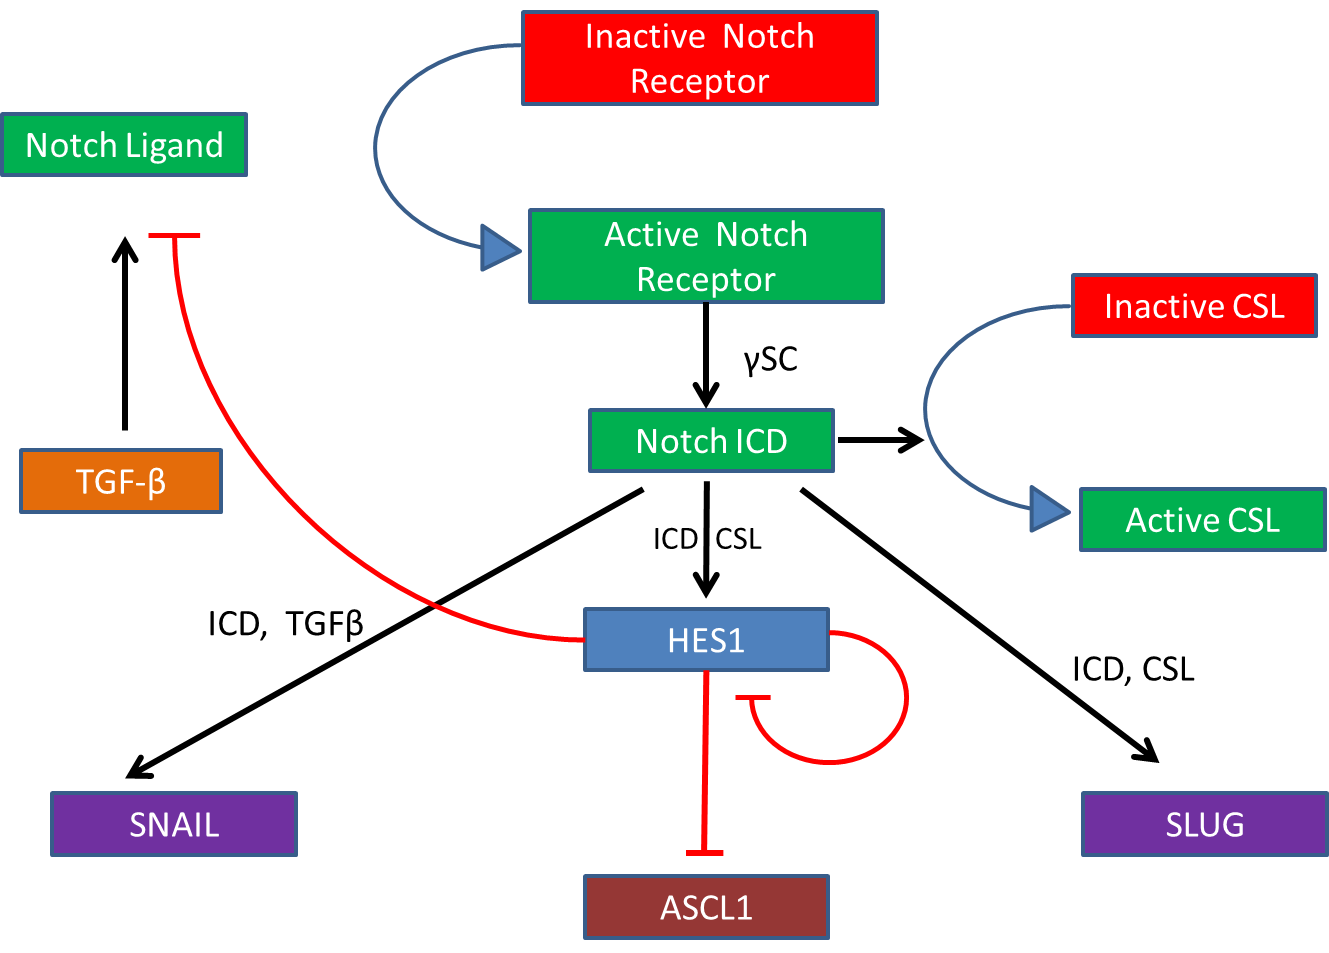 Inactive Notch
Receptor
Notch Ligand
Active Notch
Receptor
Inactive CSL
γSC
Notch ICD
TGF-β
Active CSL
ICD CSL
ICD, TGFβ
HES1
ICD, CSL
SNAIL
SLUG
ASCL1